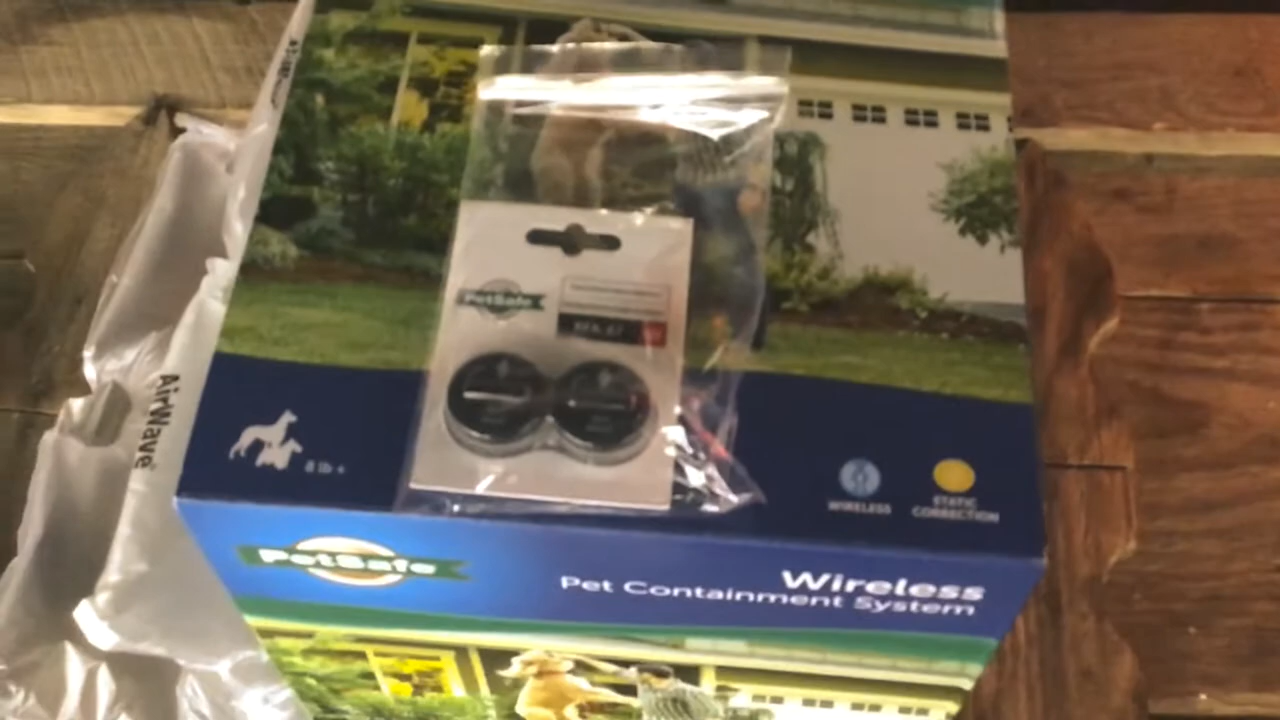 AirWave
PetSafe
RFA-67
8 lb +
WIRELESS
STATIC
CORRECTION
PetSafe
Wireless
Pet Containment System